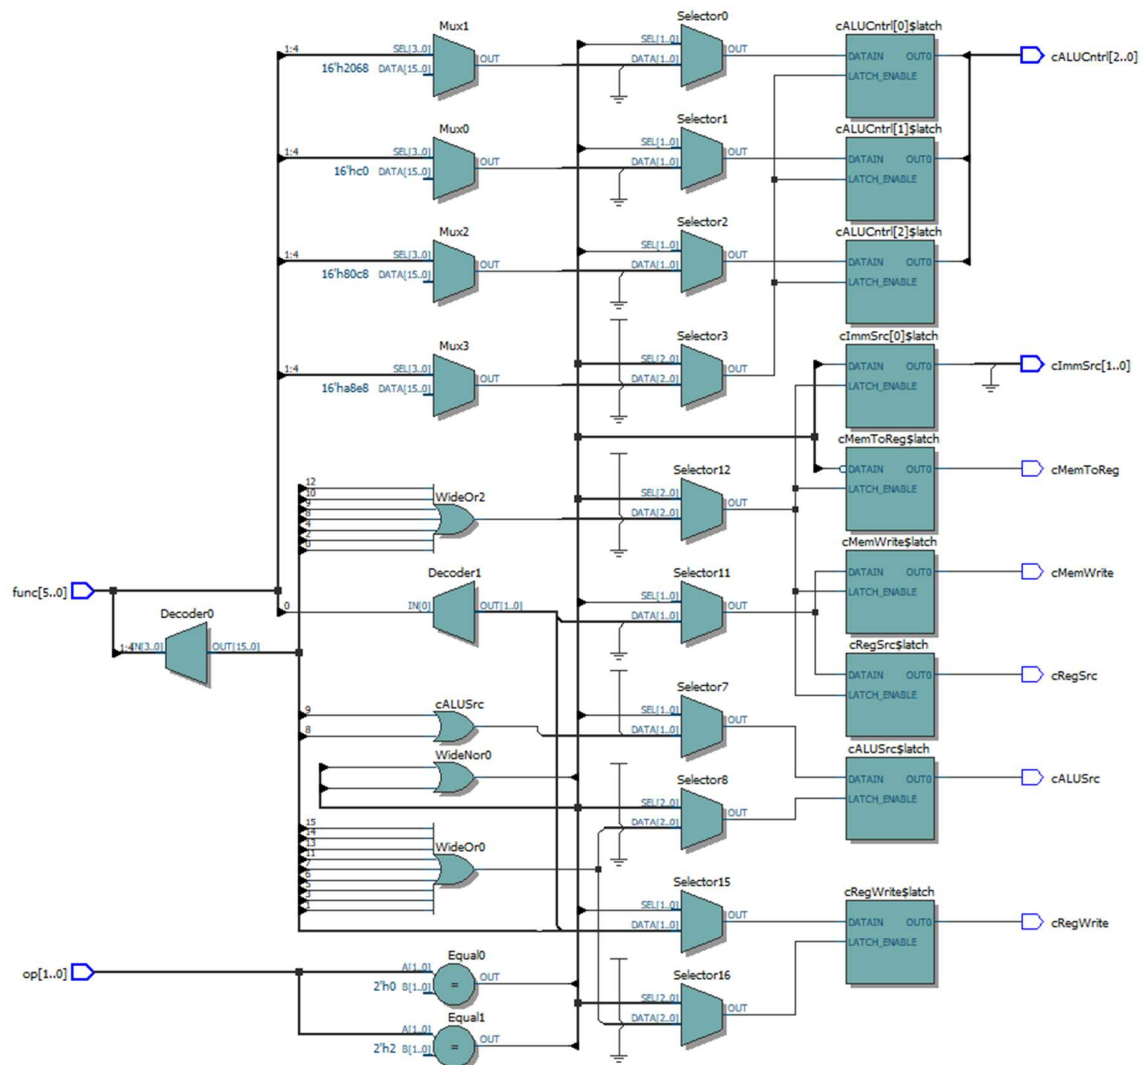 Mux1
1:4 SEL[3..0] OUT
16'h2068 DATA[15..0]
Selector0
SEL[1..0] OUT
DATA[1..0]
cALUCntrl[0]$latch
DATAIN OUT0
LATCH_ENABLE
cALUCntrl[2..0]
Mux0
1:4 SEL[3..0] OUT
16'hc0 DATA[15..0]
Selector1
SEL[1..0] OUT
DATA[1..0]
cALUCntrl[1]$latch
DATAIN OUT0
LATCH_ENABLE
Mux2
1:4 SEL[3..0] OUT
16'h80c8 DATA[15..0]
Selector2
SEL[1..0] OUT
DATA[1..0]
cALUCntrl[2]$latch
DATAIN OUT0
LATCH_ENABLE
Mux3
1:4 SEL[3..0] OUT
16'ha8e8 DATA[15..0]
Selector3
SEL[2..0] OUT
DATA[2..0]
cImmSrc[0]$latch
DATAIN OUT0
LATCH_ENABLE
cImmSrc[1..0]
WideOr2
12
10
9
8
4
2
0
Selector12
SEL[2..0] OUT
DATA[2..0]
cMemToReg$latch
DATAIN OUT0
LATCH_ENABLE
cMemToReg
func[5..0]
Decoder0
1:4 IN[3..0] OUT[15..0]
Decoder1
0 IN[0] OUT[1..0]
Selector11
SEL[1..0] OUT
DATA[1..0]
cMemWrite$latch
DATAIN OUT0
LATCH_ENABLE
cMemWrite
cRegSrc$latch
DATAIN OUT0
LATCH_ENABLE
cRegSrc
cALUSrc
9
8
Selector7
SEL[1..0] OUT
DATA[1..0]
WideNor0
cALUSrc$latch
DATAIN OUT0
LATCH_ENABLE
cALUSrc
Selector8
SEL[2..0] OUT
DATA[2..0]
WideOr0
15
14
13
11
7
6
5
3
1
Selector15
SEL[1..0] OUT
DATA[1..0]
cRegWrite$latch
DATAIN OUT0
LATCH_ENABLE
cRegWrite
op[1..0]
Equal0
A[1..0] OUT
2'h0 B[1..0]
=
Selector16
SEL[2..0] OUT
DATA[2..0]
Equal1
A[1..0] OUT
2'h2 B[1..0]
=